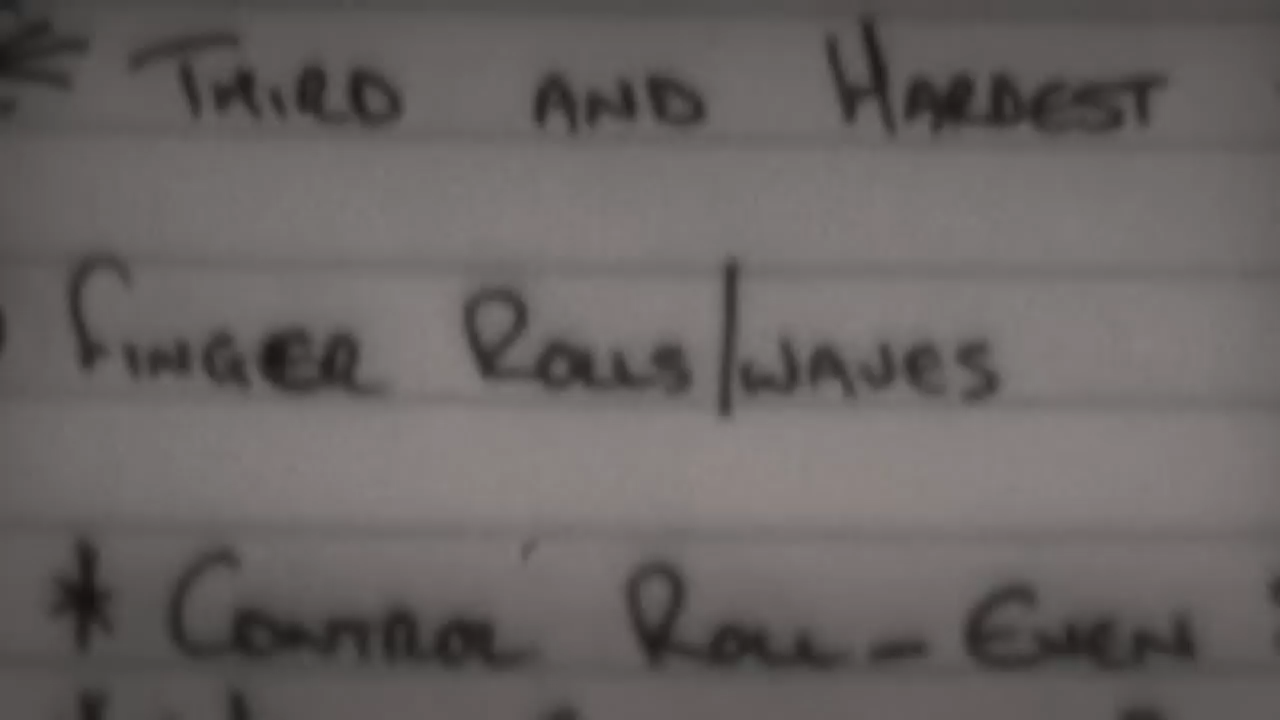 * THIRD AND HARDEST
FINGER ROLLS/WAVES
* CONTROL ROLL - EVEN